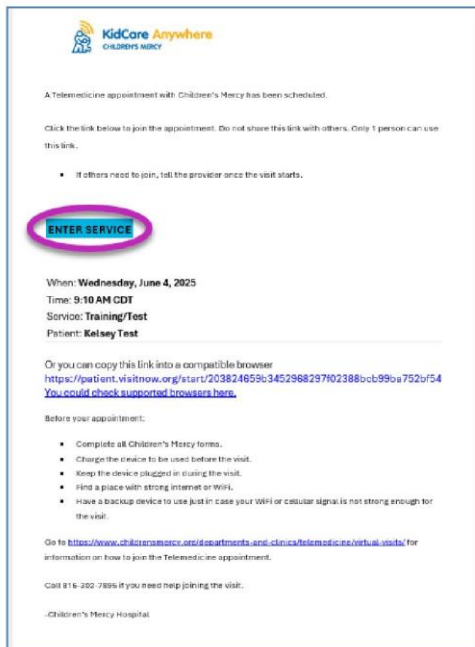 KidCare Anywhere
CHILDREN'S MERCY
A Telemedicine appointment with Children's Mercy has been scheduled.
Click the link below to join the appointment. Do not share this link with others. Only 1 person can use
this link.
• If others need to join, tell the provider once the visit starts.
ENTER SERVICE
When: Wednesday, June 4, 2025
Time: 9:10 AM CDT
Service: Training/Test
Patient: Kelsey Test
Or you can copy this link into a compatible browser
https://patient.visitnow.org/start/203824659b3452968297f02388bcb99ba752bf54
You could check supported browsers here.
Before your appointment:
• Complete all Children's Mercy forms.
• Charge the device to be used before the visit.
• Keep the device plugged in during the visit.
• Find a place with strong internet or WiFi.
• Have a backup device to use just in case your WiFi or cellular signal is not strong enough for
the visit.
Go to https://www.childrensmercy.org/departments-and-clinics/telemedicine/virtual-visits/ for
information on how to join the Telemedicine appointment.
Call 816-302-7895 if you need help joining the visit.
-Children's Mercy Hospital